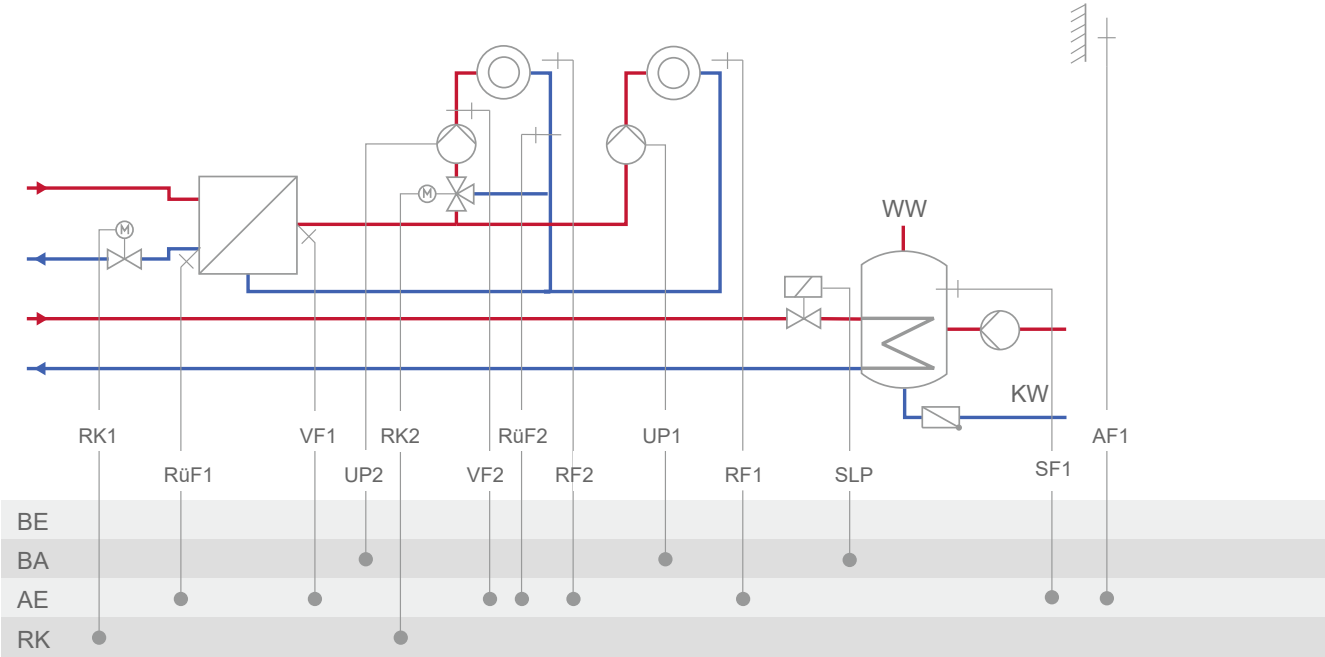 M
M
WW
KW
RK1 VF1 RK2 RüF2 UP1 AF1
RüF1 UP2 VF2 RF2 RF1 SLP SF1
BE
BA
AE
RK